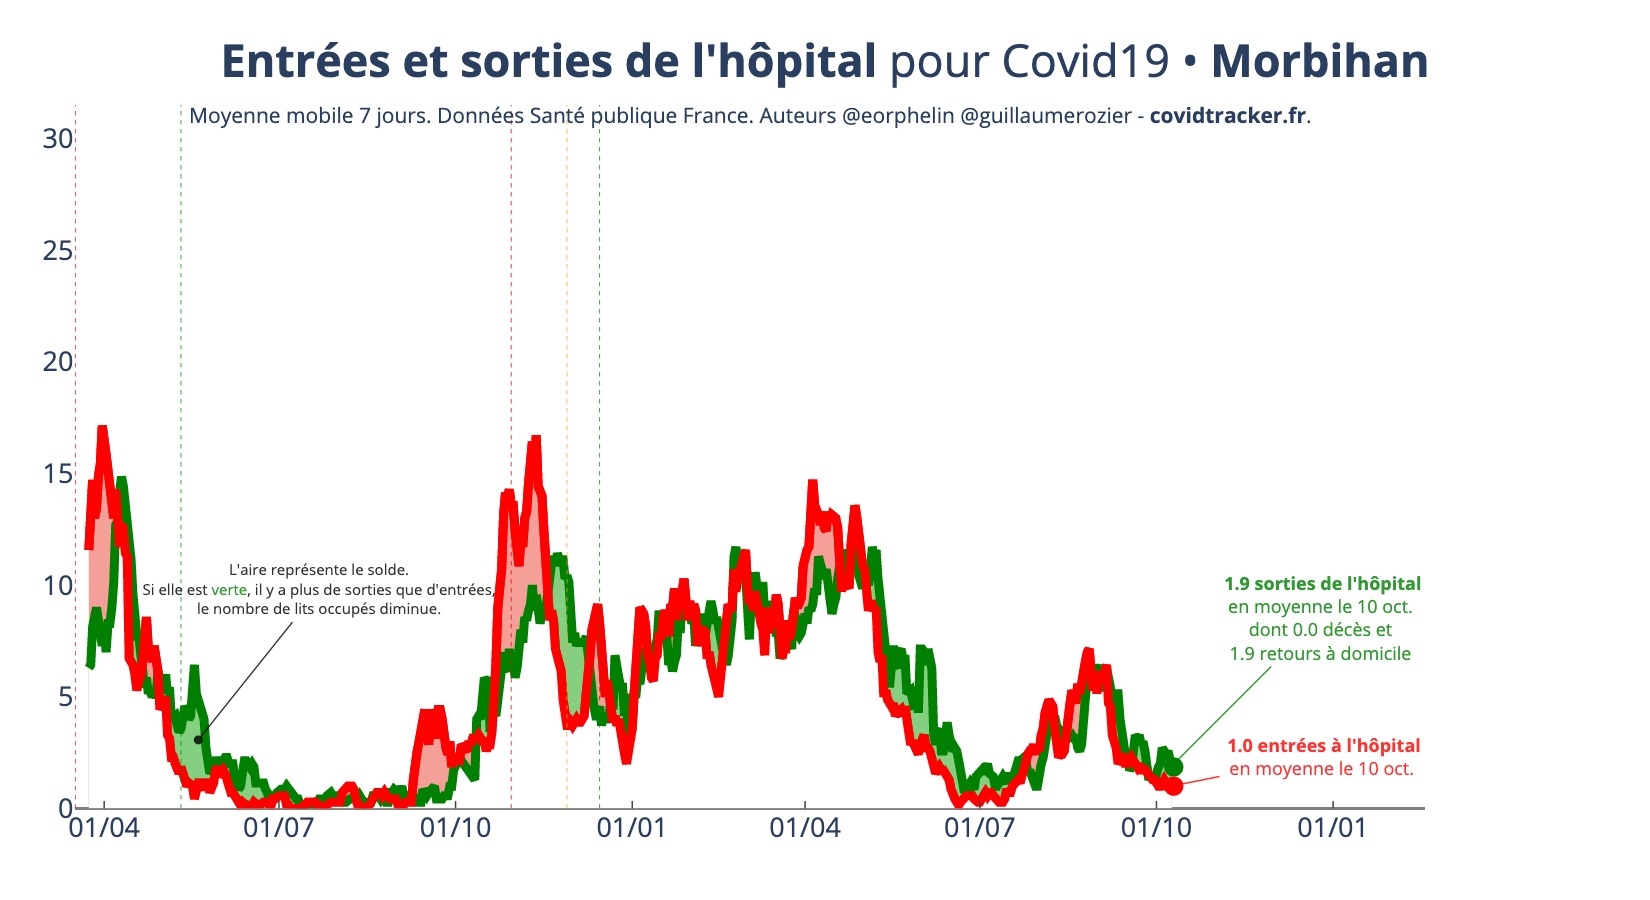 Entrées et sorties de l'hôpital pour Covid19 • Morbihan
Moyenne mobile 7 jours. Données Santé publique France. Auteurs @eorphelin @guillaumerozier - covidtracker.fr.
30
25
20
15
10
5
0
L'aire représente le solde.
Si elle est verte, il y a plus de sorties que d'entrées,
le nombre de lits occupés diminue.
1.9 sorties de l'hôpital
en moyenne le 10 oct.
dont 0.0 décès et
1.9 retours à domicile
1.0 entrées à l'hôpital
en moyenne le 10 oct.
01/04 01/07 01/10 01/01 01/04 01/07 01/10 01/01